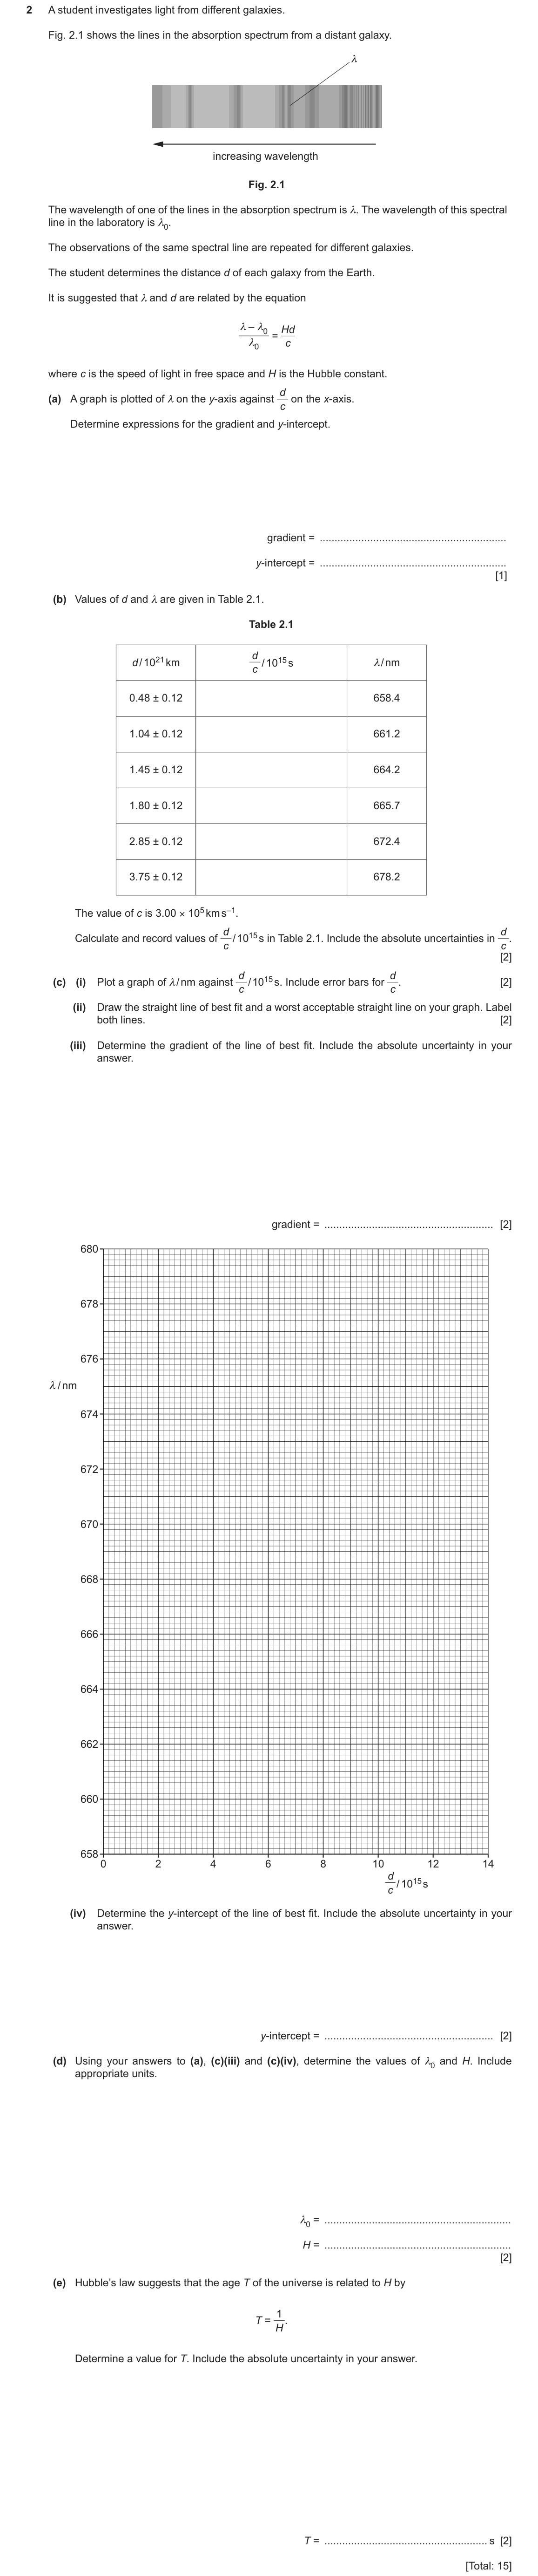 2 A student investigates light from different galaxies.
Fig. 2.1 shows the lines in the absorption spectrum from a distant galaxy.
λ
increasing wavelength
Fig. 2.1
The wavelength of one of the lines in the absorption spectrum is λ. The wavelength of this spectral
line in the laboratory is λ₀.
The observations of the same spectral line are repeated for different galaxies.
The student determines the distance d of each galaxy from the Earth.
It is suggested that λ and d are related by the equation
(λ – λ₀)/λ₀ = Hd/c
where c is the speed of light in free space and H is the Hubble constant.
(a) A graph is plotted of λ on the y-axis against d/c on the x-axis.
Determine expressions for the gradient and y-intercept.
gradient = ..............................................................
y-intercept = ..............................................................
[1]
(b) Values of d and λ are given in Table 2.1.
Table 2.1
d/10²¹ km d/c /10¹⁵ s λ/nm
0.48 ± 0.12 658.4
1.04 ± 0.12 661.2
1.45 ± 0.12 664.2
1.80 ± 0.12 665.7
2.85 ± 0.12 672.4
3.75 ± 0.12 678.2
The value of c is 3.00 × 10⁵ km s⁻¹.
Calculate and record values of d/c /10¹⁵ s in Table 2.1. Include the absolute uncertainties in d/c.
[2]
(c) (i) Plot a graph of λ/nm against d/c /10¹⁵ s. Include error bars for d/c. [2]
(ii) Draw the straight line of best fit and a worst acceptable straight line on your graph. Label
both lines. [2]
(iii) Determine the gradient of the line of best fit. Include the absolute uncertainty in your
answer.
gradient = ........................................................ [2]
680
678
676
λ/nm
674
672
670
668
666
664
662
660
658
0 2 4 6 8 10 12 14
d/c /10¹⁵ s
(iv) Determine the y-intercept of the line of best fit. Include the absolute uncertainty in your
answer.
y-intercept = ........................................................ [2]
(d) Using your answers to (a), (c)(iii) and (c)(iv), determine the values of λ₀ and H. Include
appropriate units.
λ₀ = ..............................................................
H = ..............................................................
[2]
(e) Hubble's law suggests that the age T of the universe is related to H by
T = 1/H.
Determine a value for T. Include the absolute uncertainty in your answer.
T = ...................................................... s [2]
[Total: 15]